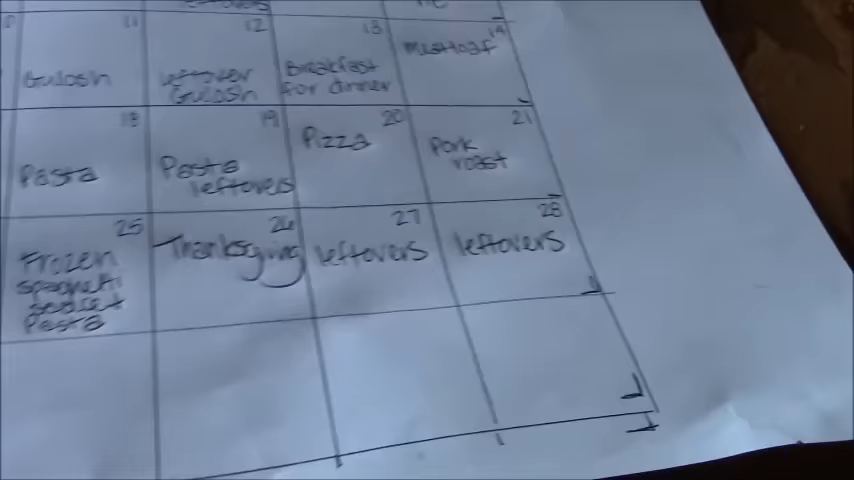 11 12 13 14
Gulosh
leftover
Gulosh
Breakfast
for dinner
meatloaf
18 19 20 21
Pasta
Pasta
leftovers
Pizza
Pork
roast
25 26 27 28
Frozen
spaghetti
Pasta
Thanksgiving
leftovers
leftovers